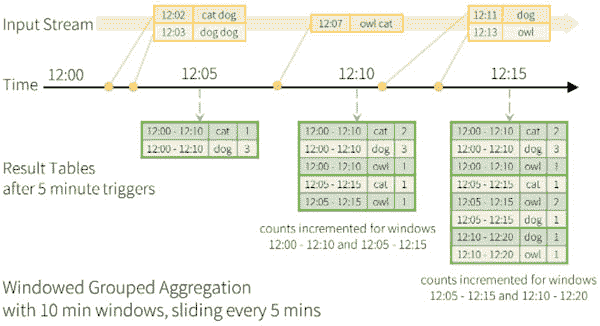 Input Stream
12:02 cat dog
12:03 dog dog
12:07 owl cat
12:11 dog
12:13 owl
Time
12:00
12:05
12:10
12:15
Result Tables
after 5 minute triggers
12:00 - 12:10 cat 1
12:00 - 12:10 dog 3
12:00 - 12:10 cat 2
12:00 - 12:10 dog 3
12:00 - 12:10 owl 1
12:05 - 12:15 cat 1
12:05 - 12:15 owl 1
counts incremented for windows
12:00 - 12:10 and 12:05 - 12:15
12:00 - 12:10 cat 2
12:00 - 12:10 dog 3
12:00 - 12:10 owl 1
12:05 - 12:15 cat 1
12:05 - 12:15 owl 2
12:05 - 12:15 dog 1
12:10 - 12:20 dog 1
12:10 - 12:20 owl 1
counts incremented for windows
12:05 - 12:15 and 12:10 - 12:20
Windowed Grouped Aggregation
with 10 min windows, sliding every 5 mins